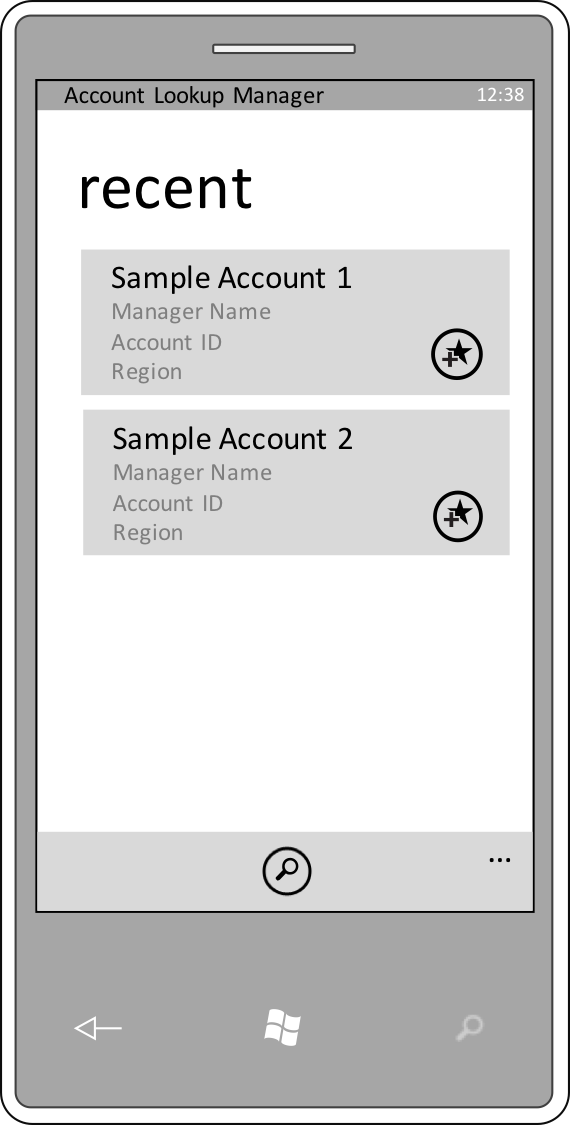 Account Lookup Manager 12:38
recent
Sample Account 1
Manager Name
Account ID
Region
Sample Account 2
Manager Name
Account ID
Region
...